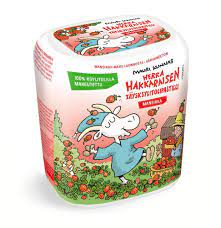 100% KSYLITOLILLA
MAKEUTETTU
MAURI KUNNAS
HERRA
HAKKARAISEN
TÄYSKSYLITOLIPASTILLI
MANSIKKA